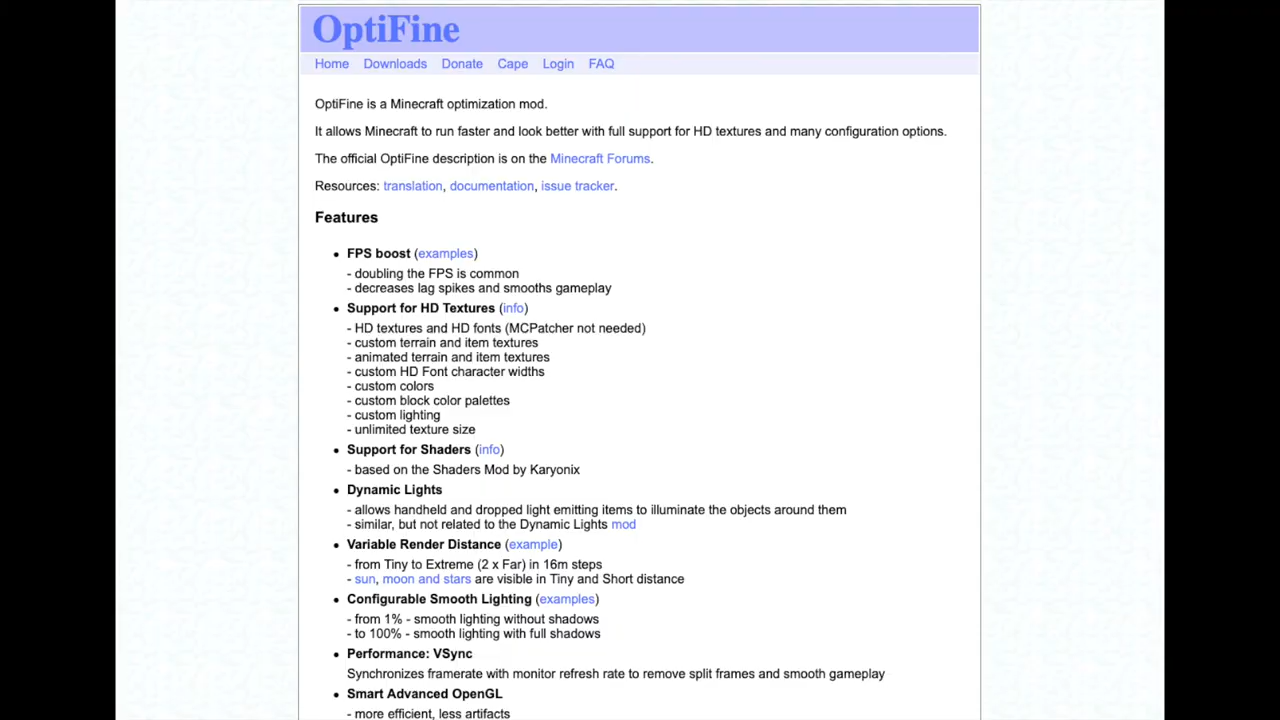 OptiFine
Home Downloads Donate Cape Login FAQ
OptiFine is a Minecraft optimization mod.
It allows Minecraft to run faster and look better with full support for HD textures and many configuration options.
The official OptiFine description is on the Minecraft Forums.
Resources: translation, documentation, issue tracker.
Features
• FPS boost (examples)
- doubling the FPS is common
- decreases lag spikes and smooths gameplay
• Support for HD Textures (info)
- HD textures and HD fonts (MCPatcher not needed)
- custom terrain and item textures
- animated terrain and item textures
- custom HD Font character widths
- custom colors
- custom block color palettes
- custom lighting
- unlimited texture size
• Support for Shaders (info)
- based on the Shaders Mod by Karyonix
• Dynamic Lights
- allows handheld and dropped light emitting items to illuminate the objects around them
- similar, but not related to the Dynamic Lights mod
• Variable Render Distance (example)
- from Tiny to Extreme (2 x Far) in 16m steps
- sun, moon and stars are visible in Tiny and Short distance
• Configurable Smooth Lighting (examples)
- from 1% - smooth lighting without shadows
- to 100% - smooth lighting with full shadows
• Performance: VSync
Synchronizes framerate with monitor refresh rate to remove split frames and smooth gameplay
• Smart Advanced OpenGL
- more efficient, less artifacts